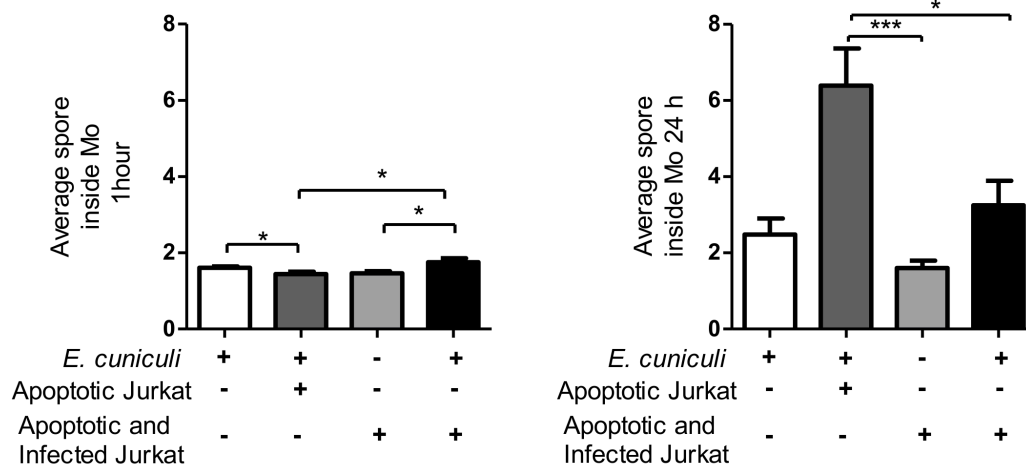 8
6
4
2
0
Average spore
inside Mo
1hour
*
*
*
E. cuniculi + + - +
Apoptotic Jurkat - + - -
Apoptotic and
Infected Jurkat - - + +
8
6
4
2
0
Average spore
inside Mo 24 h
*
***
+ + - +
Apoptotic Jurkat - + - -
E. cuniculi
Apoptotic and
Infected Jurkat - - + +